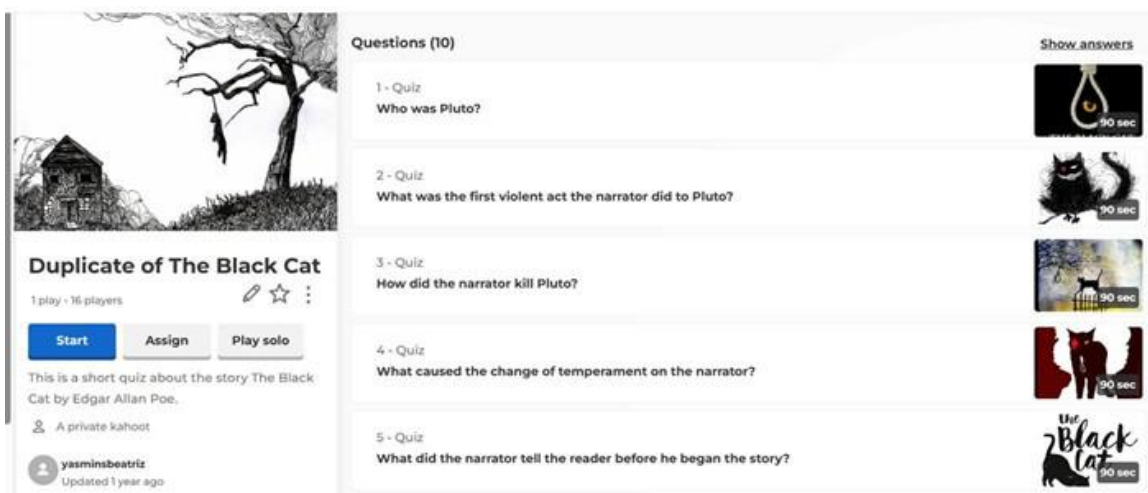 Duplicate of The Black Cat
1 play · 16 players
Start
Assign
Play solo
This is a short quiz about the story The Black
Cat by Edgar Allan Poe.
A private kahoot
yasminsbeatriz
Updated 1 year ago
Questions (10)
Show answers
1 - Quiz
Who was Pluto?
90 sec
2 - Quiz
What was the first violent act the narrator did to Pluto?
90 sec
3 - Quiz
How did the narrator kill Pluto?
90 sec
4 - Quiz
What caused the change of temperament on the narrator?
90 sec
5 - Quiz
What did the narrator tell the reader before he began the story?
the
Black
Cat
90 sec